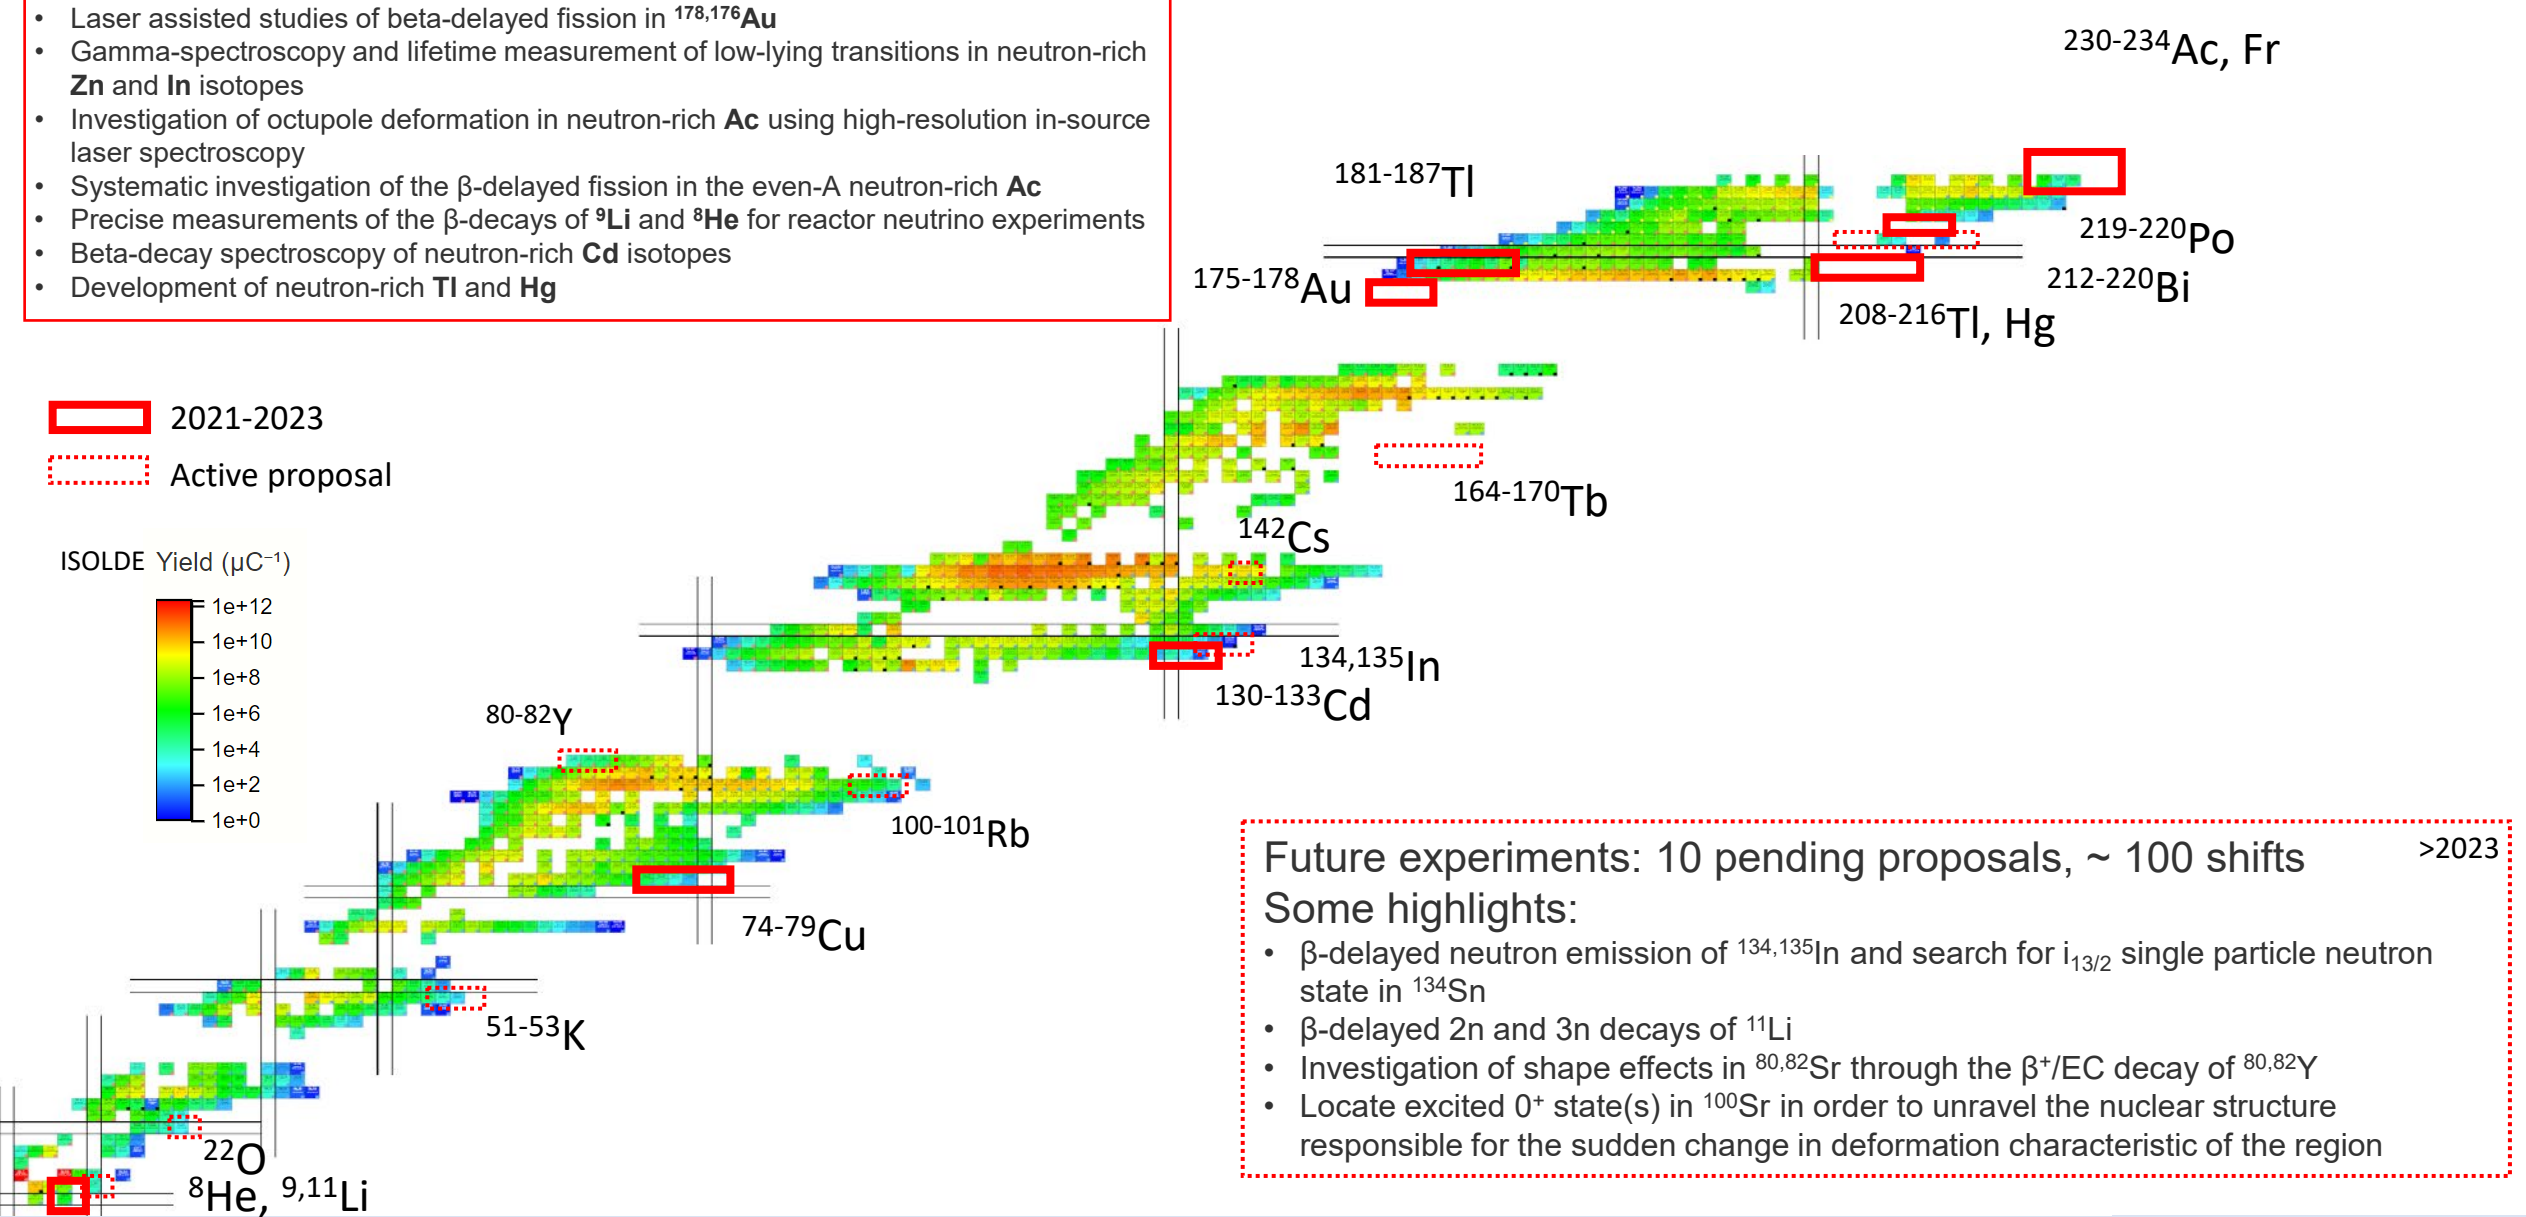 • Laser assisted studies of beta-delayed fission in ¹⁷⁸,¹⁷⁶Au
• Gamma-spectroscopy and lifetime measurement of low-lying transitions in neutron-rich
Zn and In isotopes
• Investigation of octupole deformation in neutron-rich Ac using high-resolution in-source
laser spectroscopy
• Systematic investigation of the β-delayed fission in the even-A neutron-rich Ac
• Precise measurements of the β-decays of ⁹Li and ⁸He for reactor neutrino experiments
• Beta-decay spectroscopy of neutron-rich Cd isotopes
• Development of neutron-rich Tl and Hg
²³⁰⁻²³⁴Ac, Fr
¹⁸¹⁻¹⁸⁷Tl
²¹⁹⁻²²⁰Po
¹⁷⁵⁻¹⁷⁸Au
²¹²⁻²²⁰Bi
²⁰⁸⁻²¹⁶Tl, Hg
2021-2023
Active proposal
¹⁶⁴⁻¹⁷⁰Tb
¹⁴²Cs
ISOLDE Yield (µC⁻¹)
1e+12
1e+10
1e+8
1e+6
1e+4
1e+2
1e+0
¹³⁴,¹³⁵In
¹³⁰⁻¹³³Cd
⁸⁰⁻⁸²Y
¹⁰⁰⁻¹⁰¹Rb
⁷⁴⁻⁷⁹Cu
⁵¹⁻⁵³K
²²O
⁸He, ⁹,¹¹Li
Future experiments: 10 pending proposals, ~ 100 shifts >2023
Some highlights:
• β-delayed neutron emission of ¹³⁴,¹³⁵In and search for i₁₃/₂ single particle neutron
state in ¹³⁴Sn
• β-delayed 2n and 3n decays of ¹¹Li
• Investigation of shape effects in ⁸⁰,⁸²Sr through the β⁺/EC decay of ⁸⁰,⁸²Y
• Locate excited 0⁺ state(s) in ¹⁰⁰Sr in order to unravel the nuclear structure
responsible for the sudden change in deformation characteristic of the region